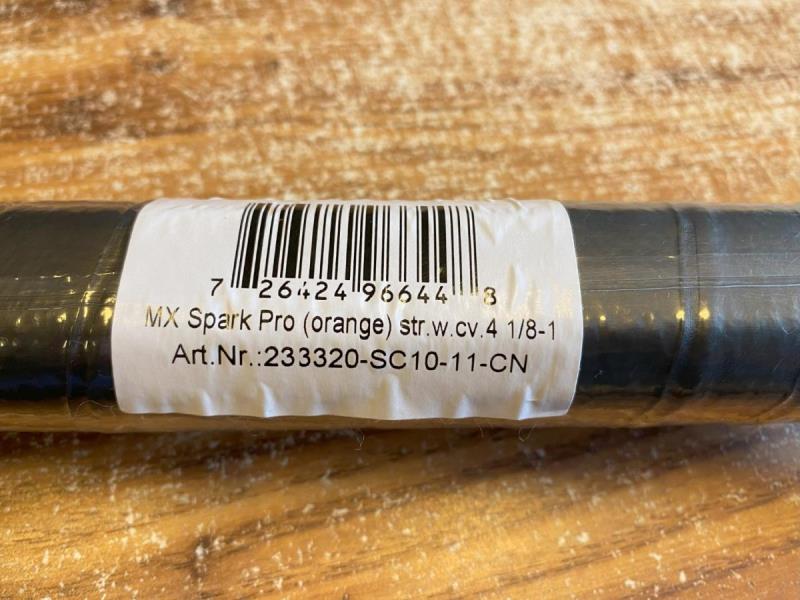 7 26424 96644 8
MX Spark Pro (orange) str.w.cv.4 1/8-1
Art.Nr.:233320-SC10-11-CN